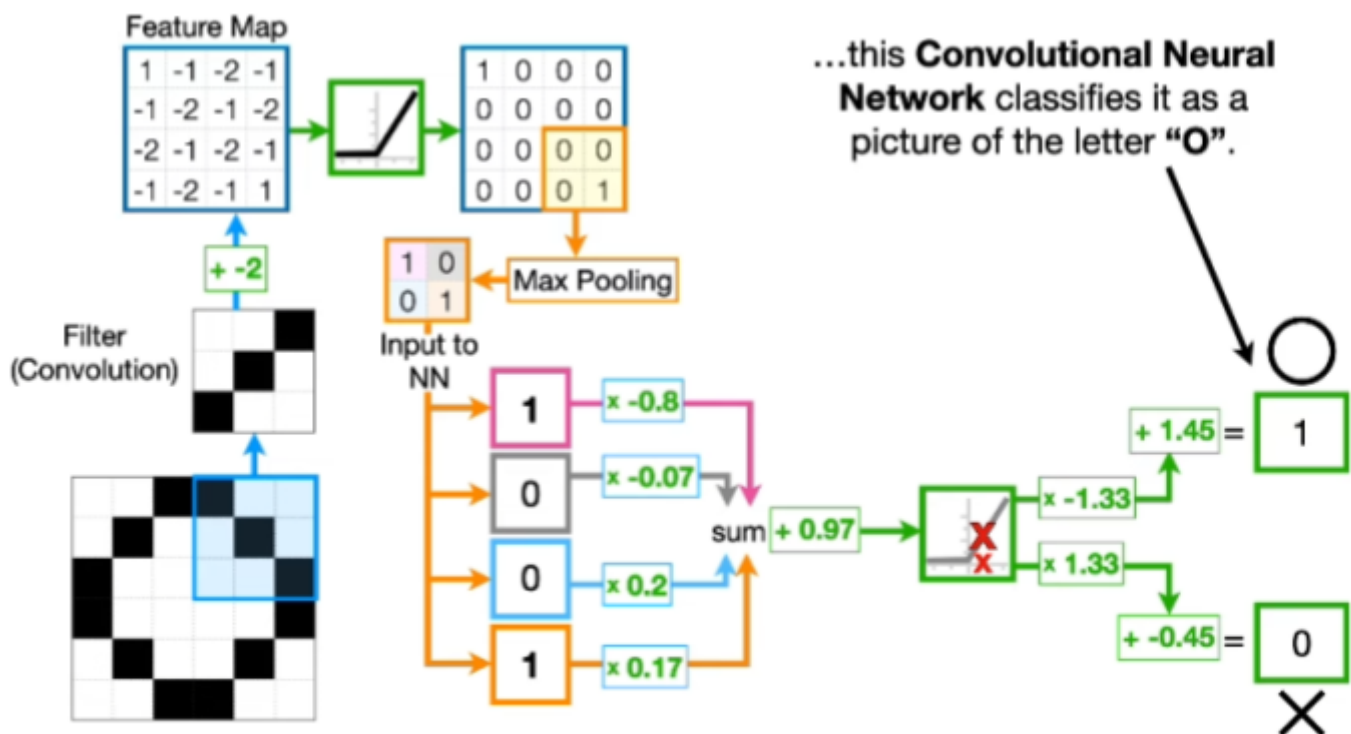 Feature Map
1 -1 -2 -1
-1 -2 -1 -2
-2 -1 -2 -1
-1 -2 -1 1
1 0 0 0
0 0 0 0
0 0 0 0
0 0 0 1
...this Convolutional Neural
Network classifies it as a
picture of the letter “O”.
+ -2
1 0
0 1
Max Pooling
Filter
(Convolution)
Input to
NN
1
x -0.8
0
x -0.07
0
x 0.2
1
x 0.17
sum
+ 0.97
x -1.33
+ 1.45 = 1
x 1.33
+ -0.45 = 0